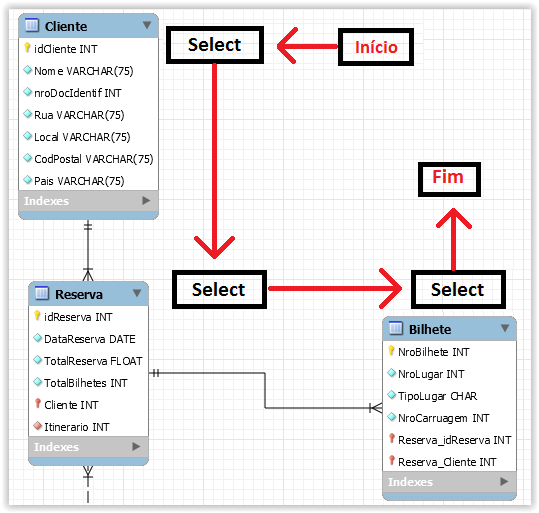 Cliente
idCliente INT
Nome VARCHAR(75)
nroDocIdentif INT
Rua VARCHAR(75)
Local VARCHAR(75)
CodPostal VARCHAR(75)
Pais VARCHAR(75)
Indexes
Select
Início
Fim
Select
Select
Reserva
idReserva INT
DataReserva DATE
TotalReserva FLOAT
TotalBilhetes INT
Cliente INT
Itinerario INT
Indexes
Bilhete
NroBilhete INT
NroLugar INT
TipoLugar CHAR
NroCarruagem INT
Reserva_idReserva INT
Reserva_Cliente INT
Indexes